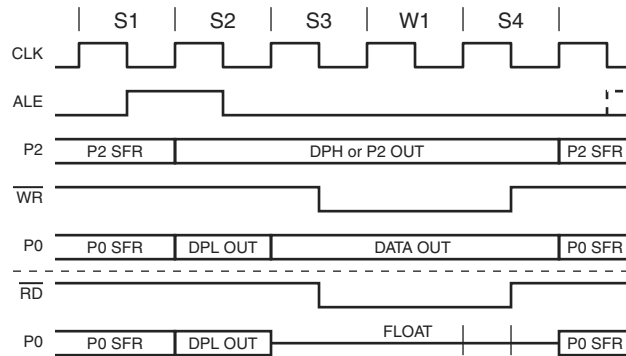 S1 S2 S3 W1 S4
CLK
ALE
P2 P2 SFR DPH or P2 OUT P2 SFR
WR
P0 P0 SFR DPL OUT DATA OUT P0 SFR
RD
P0 P0 SFR DPL OUT FLOAT P0 SFR